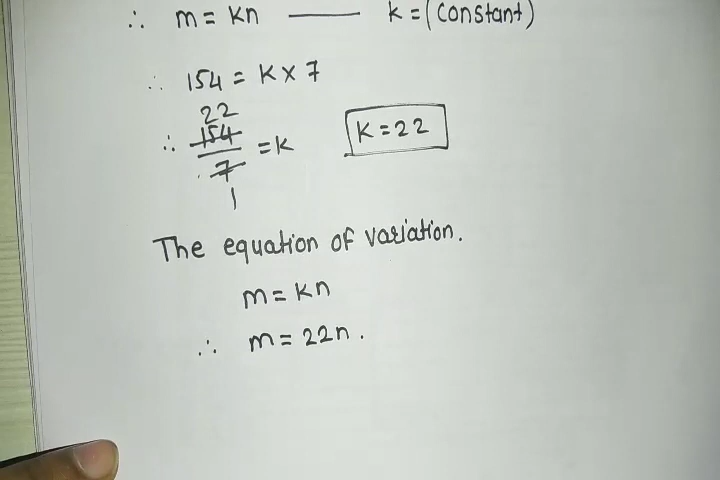 ∴ m = kn —— k = (constant)
∴ 154 = k × 7
22
∴ 154/7 = k    k = 22
1
The equation of variation.
m = kn
∴ m = 22n.